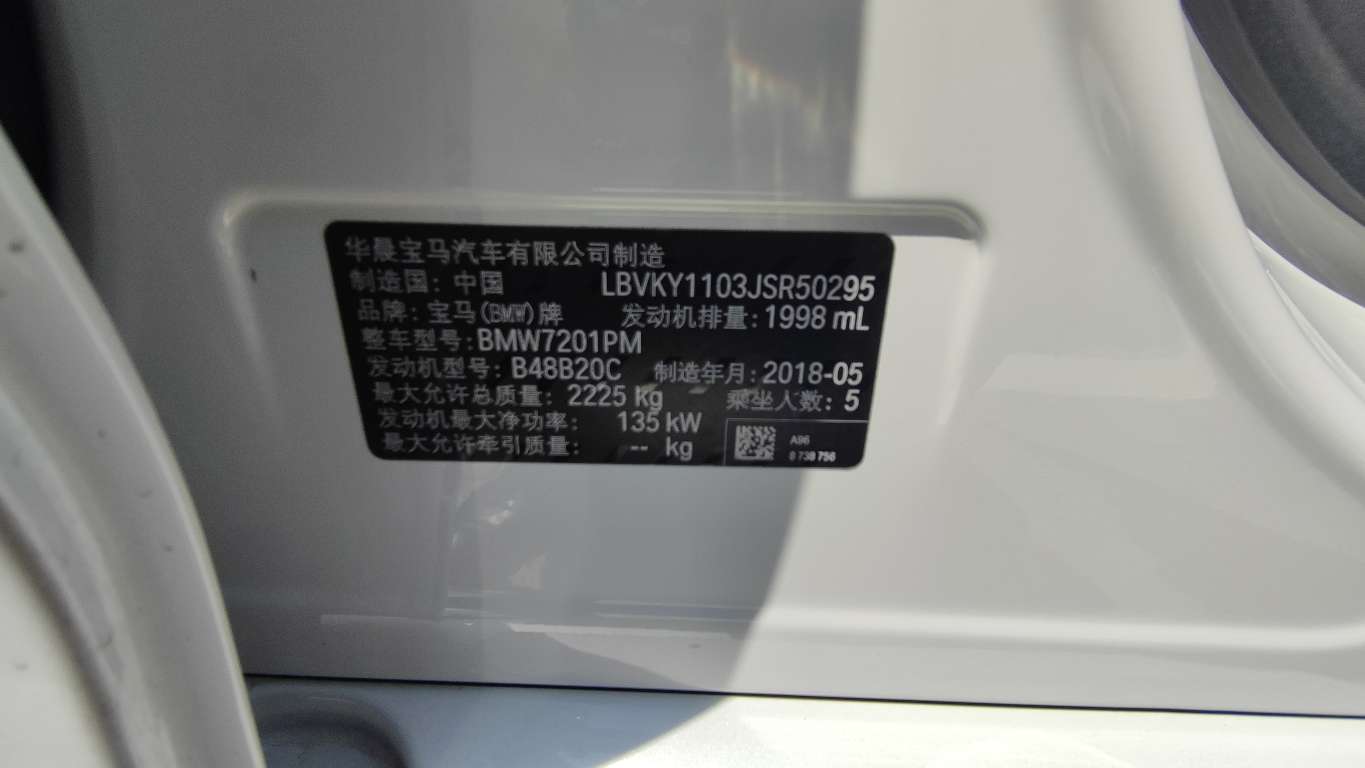 华晨宝马汽车有限公司制造
制造国：中国 LBVKY1103JSR50295
品牌：宝马(BMW)牌 发动机排量：1998 mL
整车型号：BMW7201PM
发动机型号：B48B20C 制造年月：2018-05
最大允许总质量：2225 kg 乘坐人数：5
发动机最大净功率：135 kW
最大允许牵引质量：-- kg
A96
8 738 756